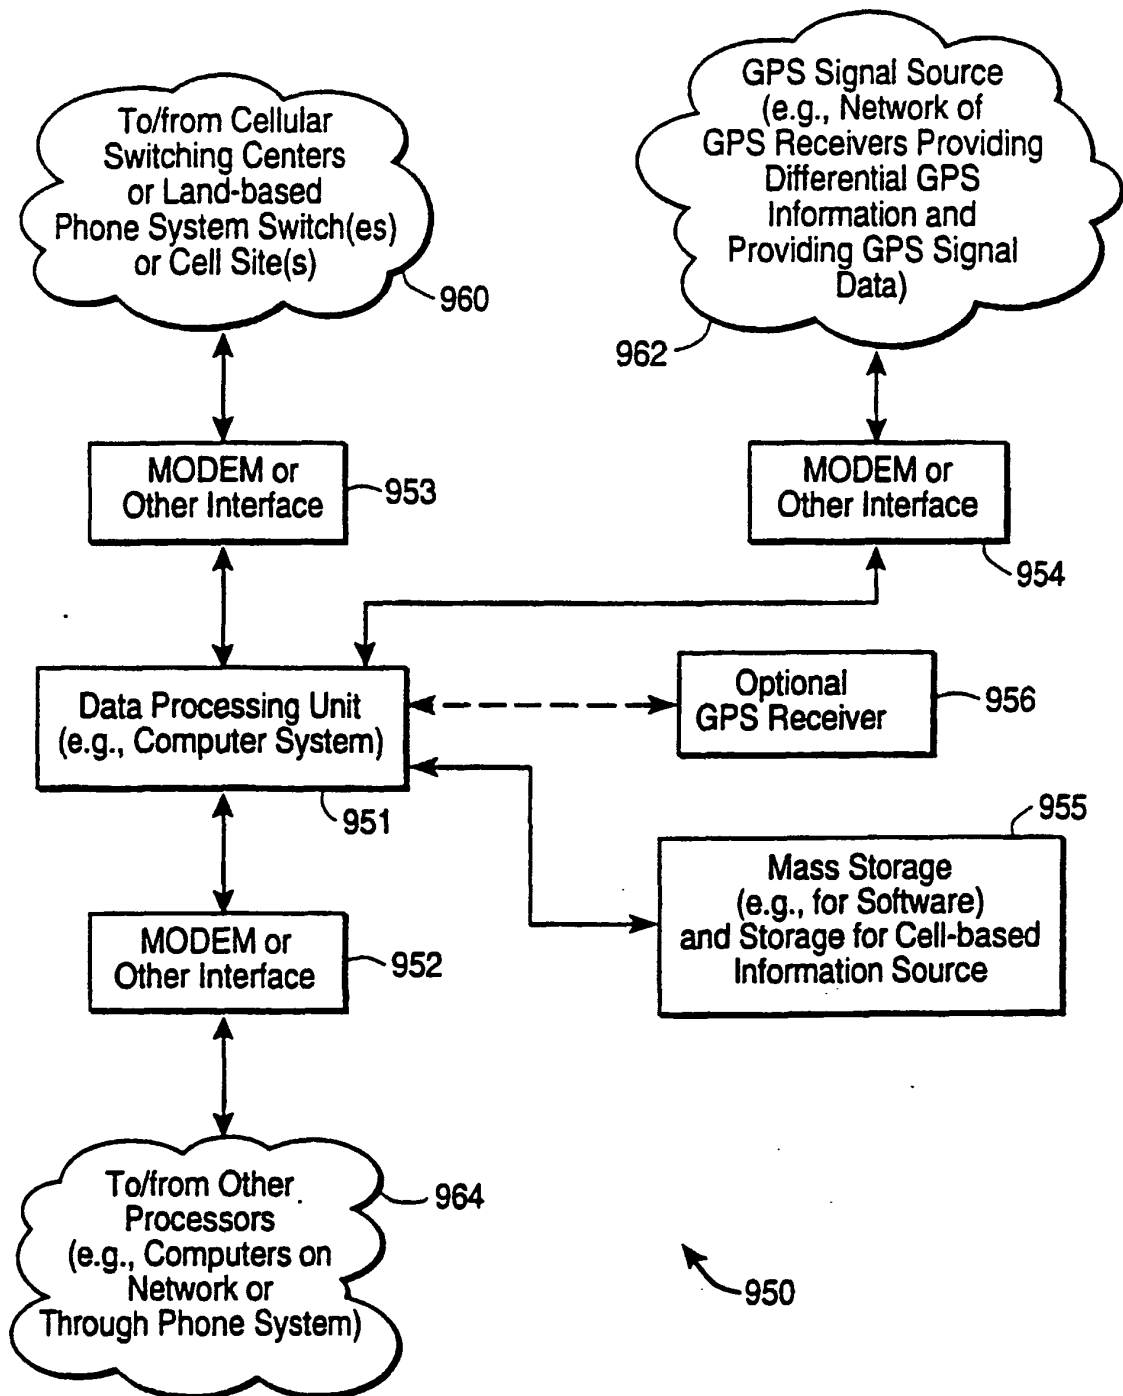 To/from Cellular
Switching Centers
or Land-based
Phone System Switch(es)
or Cell Site(s)
960
GPS Signal Source
(e.g., Network of
GPS Receivers Providing
Differential GPS
Information and
Providing GPS Signal
Data)
962
MODEM or
Other Interface
953
MODEM or
Other Interface
954
Data Processing Unit
(e.g., Computer System)
951
Optional
GPS Receiver
956
955
Mass Storage
(e.g., for Software)
and Storage for Cell-based
Information Source
MODEM or
Other Interface
952
To/from Other
Processors
(e.g., Computers on
Network or
Through Phone System)
964
950